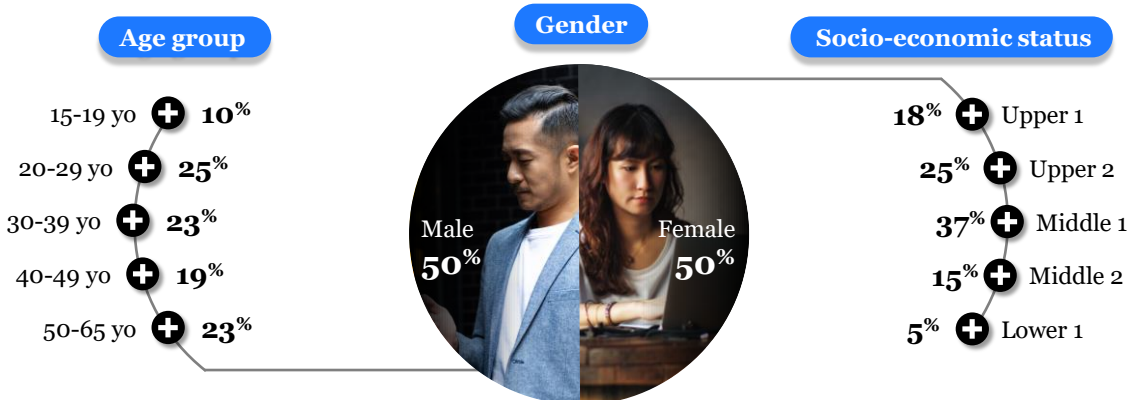 Age group
15-19 yo 10%
20-29 yo 25%
30-39 yo 23%
40-49 yo 19%
50-65 yo 23%
Gender
Male
50%
Female
50%
Socio-economic status
18% Upper 1
25% Upper 2
37% Middle 1
15% Middle 2
5% Lower 1